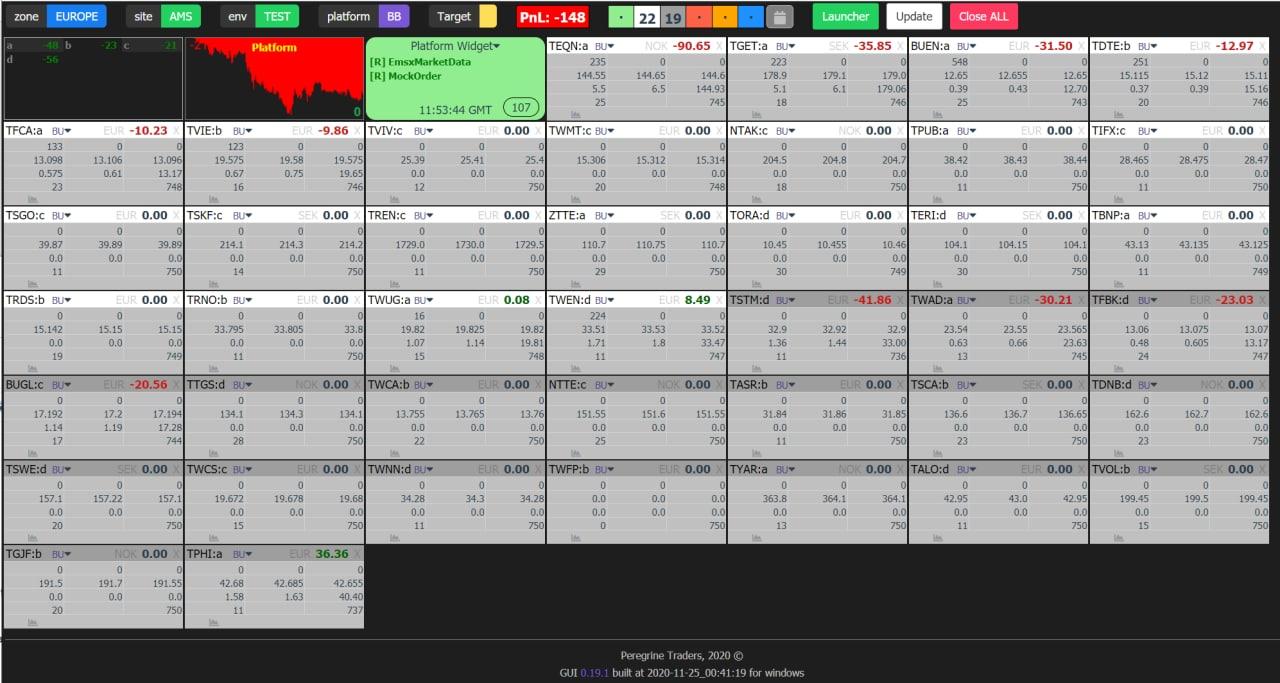 zone EUROPE site AMS env TEST platform BB Target PnL: -148 22 19 Launcher Update Close ALL
a -48 b -23 c -21
d -56
Platform
0
Platform Widget
[R] EmsxMarketData
[R] MockOrder
11:53:44 GMT 107
TEQN:a BU NOK -90.65 X
235 0 0
144.55 144.65 144.6
5.5 6.5 144.93
25 745
TGET:a BU SEK -35.85 X
223 0 0
178.9 179.1 179.0
5.1 6.1 179.06
18 746
BUEN:a BU EUR -31.50 X
548 0 0
12.65 12.655 12.65
0.39 0.43 12.70
25 743
TDTE:b BU EUR -12.97 X
251 0 0
15.115 15.12 15.11
0.37 0.39 15.16
20 746
TFCA:a BU EUR -10.23 X
133 0 0
13.098 13.106 13.096
0.575 0.61 13.17
23 748
TVIE:b BU EUR -9.86 X
123 0 0
19.575 19.58 19.575
0.67 0.75 19.65
16 746
TVIV:c BU EUR 0.00 X
0 0 0
25.39 25.41 25.4
0.0 0.0 0.0
12 750
TWMT:c BU EUR 0.00 X
0 0 0
15.306 15.312 15.314
0.0 0.0 0.0
20 748
NTAK:c BU NOK 0.00 X
0 0 0
204.5 204.8 204.7
0.0 0.0 0.0
18 750
TPUB:a BU EUR 0.00 X
0 0 0
38.42 38.43 38.44
0.0 0.0 0.0
11 750
TIFX:c BU EUR 0.00 X
0 0 0
28.465 28.475 28.47
0.0 0.0 0.0
11 750
TSGO:c BU EUR 0.00 X
0 0 0
39.87 39.89 39.89
0.0 0.0 0.0
11 750
TSKF:c BU SEK 0.00 X
0 0 0
214.1 214.3 214.2
0.0 0.0 0.0
14 750
TREN:c BU EUR 0.00 X
0 0 0
1729.0 1730.0 1729.5
0.0 0.0 0.0
11 750
ZTTE:a BU SEK 0.00 X
0 0 0
110.7 110.75 110.7
0.0 0.0 0.0
29 750
TORA:d BU EUR 0.00 X
0 0 0
10.45 10.455 10.46
0.0 0.0 0.0
30 749
TERI:d BU SEK 0.00 X
0 0 0
104.1 104.15 104.1
0.0 0.0 0.0
30 750
TBNP:a BU EUR 0.00 X
0 0 0
43.13 43.135 43.125
0.0 0.0 0.0
11 749
TRDS:b BU EUR 0.00 X
0 0 0
15.142 15.15 15.15
0.0 0.0 0.0
19 749
TRNO:b BU EUR 0.00 X
0 0 0
33.795 33.805 33.8
0.0 0.0 0.0
11 750
TWUG:a BU EUR 0.08 X
16 0 0
19.82 19.825 19.82
1.07 1.14 19.81
15 748
TWEN:d BU EUR 8.49 X
224 0 0
33.51 33.53 33.52
1.71 1.8 33.47
11 747
TSTM:d BU EUR -41.86 X
0 0 0
32.9 32.92 32.9
1.36 1.44 33.00
11 736
TWAD:a BU EUR -30.21 X
0 0 0
23.54 23.55 23.565
0.63 0.66 23.63
13 745
TFBK:d BU EUR -23.03 X
0 0 0
13.06 13.075 13.07
0.48 0.605 13.17
24 747
BUGL:c BU EUR -20.56 X
0 0 0
17.192 17.2 17.194
1.14 1.19 17.28
17 744
TTGS:d BU NOK 0.00 X
0 0 0
134.1 134.3 134.1
0.0 0.0 0.0
28 750
TWCA:b BU EUR 0.00 X
0 0 0
13.755 13.765 13.76
0.0 0.0 0.0
22 750
NTTE:c BU NOK 0.00 X
0 0 0
151.55 151.6 151.55
0.0 0.0 0.0
25 750
TASR:b BU EUR 0.00 X
0 0 0
31.84 31.86 31.85
0.0 0.0 0.0
11 750
TSCA:b BU SEK 0.00 X
0 0 0
136.6 136.7 136.65
0.0 0.0 0.0
23 750
TDNB:d BU NOK 0.00 X
0 0 0
162.6 162.7 162.6
0.0 0.0 0.0
23 750
TSWE:d BU SEK 0.00 X
0 0 0
157.1 157.22 157.1
0.0 0.0 0.0
20 750
TWCS:c BU EUR 0.00 X
0 0 0
19.672 19.678 19.68
0.0 0.0 0.0
15 750
TWNN:d BU EUR 0.00 X
0 0 0
34.28 34.3 34.28
0.0 0.0 0.0
11 750
TWFP:b BU EUR 0.00 X
0 0 0
0.0 0.0 0.0
0.0 0.0 0.0
0 750
TYAR:a BU NOK 0.00 X
0 0 0
363.8 364.1 364.1
0.0 0.0 0.0
13 750
TALO:d BU EUR 0.00 X
0 0 0
42.95 43.0 42.95
0.0 0.0 0.0
11 750
TVOL:b BU SEK 0.00 X
0 0 0
199.45 199.5 199.45
0.0 0.0 0.0
15 750
TGJF:b BU NOK 0.00 X
0 0 0
191.5 191.7 191.55
0.0 0.0 0.0
20 750
TPHI:a BU EUR 36.36 X
0 0 0
42.68 42.685 42.655
1.58 1.63 40.40
11 737
Peregrine Traders, 2020 ©
GUI 0.19.1 built at 2020-11-25_00:41:19 for windows